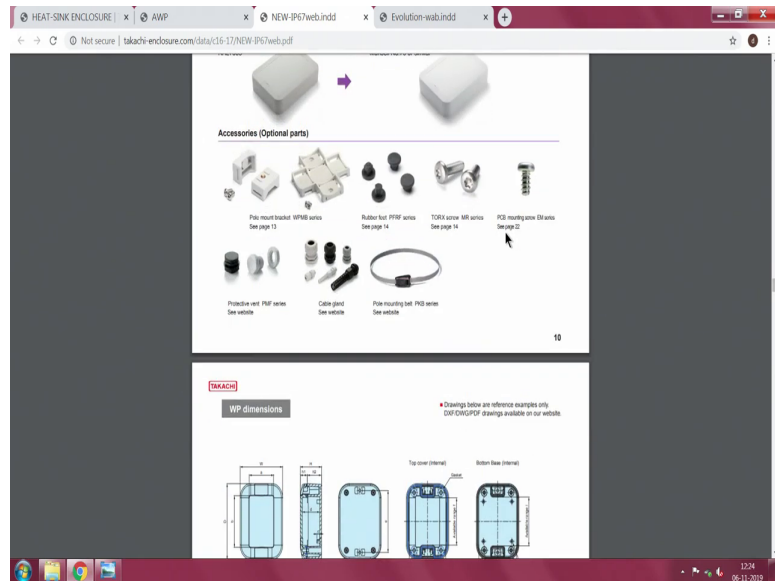 HEAT-SINK ENCLOSURE |
AWP
NEW-IP67web.indd
Evolution-wab.indd
Not secure | takachi-enclosure.com/data/c16-17/NEW-IP67web.pdf
Accessories (Optional parts)
Pole mount bracket WPMB series
See page 13
Rubber foot PFRF series
See page 14
TORX screw MR series
See page 14
PCB mounting screw EM series
See page 22
Protective vent PMF series
See website
Cable gland
See website
Pole mounting belt PKB series
See website
10
TAKACHI
WP dimensions
Drawings below are reference examples only.
DXF/DWG/PDF drawings available on our website.
Top cover (Internal)
Bottom Base (Internal)
Gasket
12:24
06-11-2019